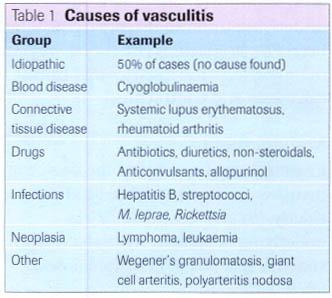 Table 1 Causes of vasculitis
Group Example
Idiopathic 50% of cases (no cause found)
Blood disease Cryoglobulinaemia
Connective Systemic lupus erythematosus,
tissue disease rheumatoid arthritis
Drugs Antibiotics, diuretics, non-steroidals,
Anticonvulsants, allopurinol
Infections Hepatitis B, streptococci,
M. leprae, Rickettsia
Neoplasia Lymphoma, leukaemia
Other Wegener's granulomatosis, giant
cell arteritis, polyarteritis nodosa